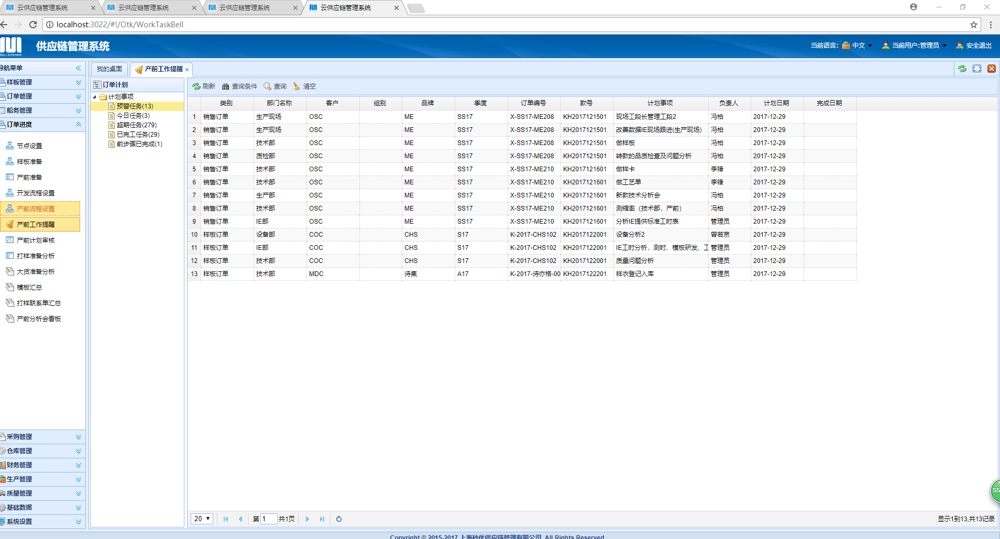 云供应链管理系统
云供应链管理系统
云供应链管理系统
云供应链管理系统
localhost:3022/#!/Otk/WorkTaskBell
MU·SYSTEM
供应链管理系统
当前语言: 中文 当前用户:管理员 安全退出
导航菜单
样板管理
订单管理
船务管理
订单进度
节点设置
样板准备
产前准备
开发流程设置
产前流程设置
产前工作提醒
产前计划审核
打样准备分析
大货准备分析
模板汇总
打样联系单汇总
产前分析会看板
采购管理
仓库管理
财务管理
生产管理
质量管理
基础数据
系统设置
我的桌面 产前工作提醒
订单计划
计划事项
预警任务(13)
今日任务(3)
超期任务(279)
已完工任务(29)
前步骤已完成(1)
刷新 查询条件 查询 清空
类别 部门名称 客户 组别 品牌 季度 订单编号 款号 计划事项 负责人 计划日期 完成日期
1 销售订单 生产现场 OSC ME SS17 X-SS17-ME208 KH2017121501 现场工段长管理工段2 冯柏 2017-12-29
2 销售订单 生产现场 OSC ME SS17 X-SS17-ME208 KH2017121501 改善数据IE现场跟进(生产现场) 冯柏 2017-12-29
3 销售订单 技术部 OSC ME SS17 X-SS17-ME208 KH2017121501 做样板 冯柏 2017-12-29
4 销售订单 质检部 OSC ME SS17 X-SS17-ME208 KH2017121501 转款的品质检查及问题分析 冯柏 2017-12-29
5 销售订单 技术部 OSC ME SS17 X-SS17-ME210 KH2017121601 做样卡 李锋 2017-12-29
6 销售订单 技术部 OSC ME SS17 X-SS17-ME210 KH2017121601 做工艺单 李锋 2017-12-29
7 销售订单 生产部 OSC ME SS17 X-SS17-ME210 KH2017121601 新款技术分析会 冯柏 2017-12-29
8 销售订单 技术部 OSC ME SS17 X-SS17-ME210 KH2017121601 测缩率（技术部，产前） 冯柏 2017-12-29
9 销售订单 IE部 OSC ME SS17 X-SS17-ME210 KH2017121601 分析IE提供标准工时表 管理员 2017-12-29
10 样板订单 设备部 COC CHS S17 K-2017-CHS102 KH2017122001 设备分析2 曾若京 2017-12-29
11 样板订单 IE部 COC CHS S17 K-2017-CHS102 KH2017122001 IE工时分析，测时、模板研发、工 管理员 2017-12-29
12 样板订单 技术部 COC CHS S17 K-2017-CHS102 KH2017122001 质量问题分析 管理员 2017-12-29
13 样板订单 技术部 MDC 诗集 A17 K-2017-诗亦格-00 KH2017122201 样衣登记入库 管理员 2017-12-29
55
20 第 1 共1页
显示1到13,共13记录
Copyright © 2015-2017 上海秒优供应链管理有限公司 All Rights Reserved